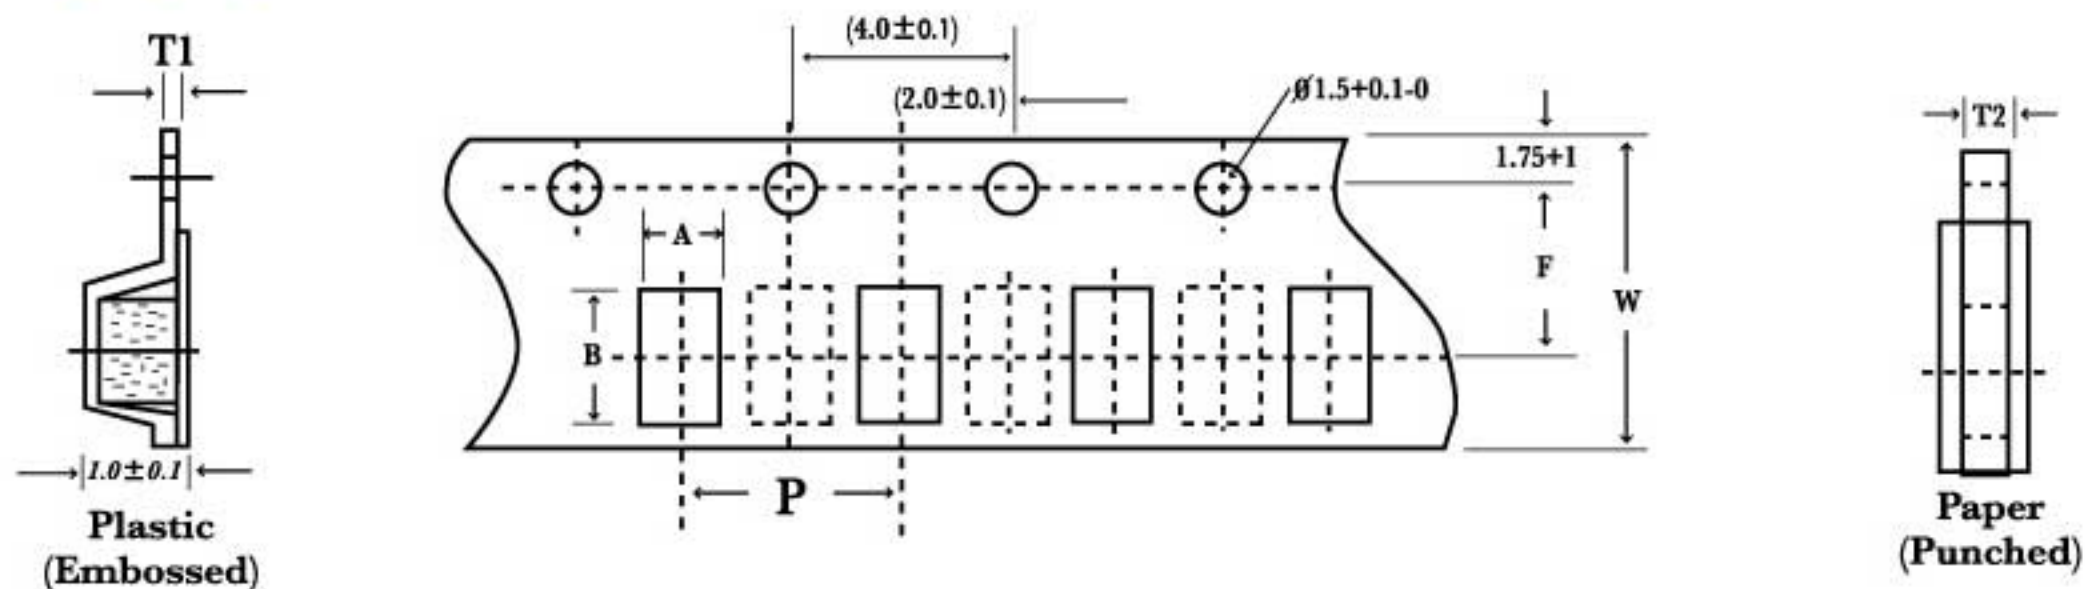 T1
(4.0±0.1)
(2.0±0.1)
Ø1.5+0.1-0
1.75+1
T2
A
F
W
B
1.0±0.1
P
Plastic
(Embossed)
Paper
(Punched)